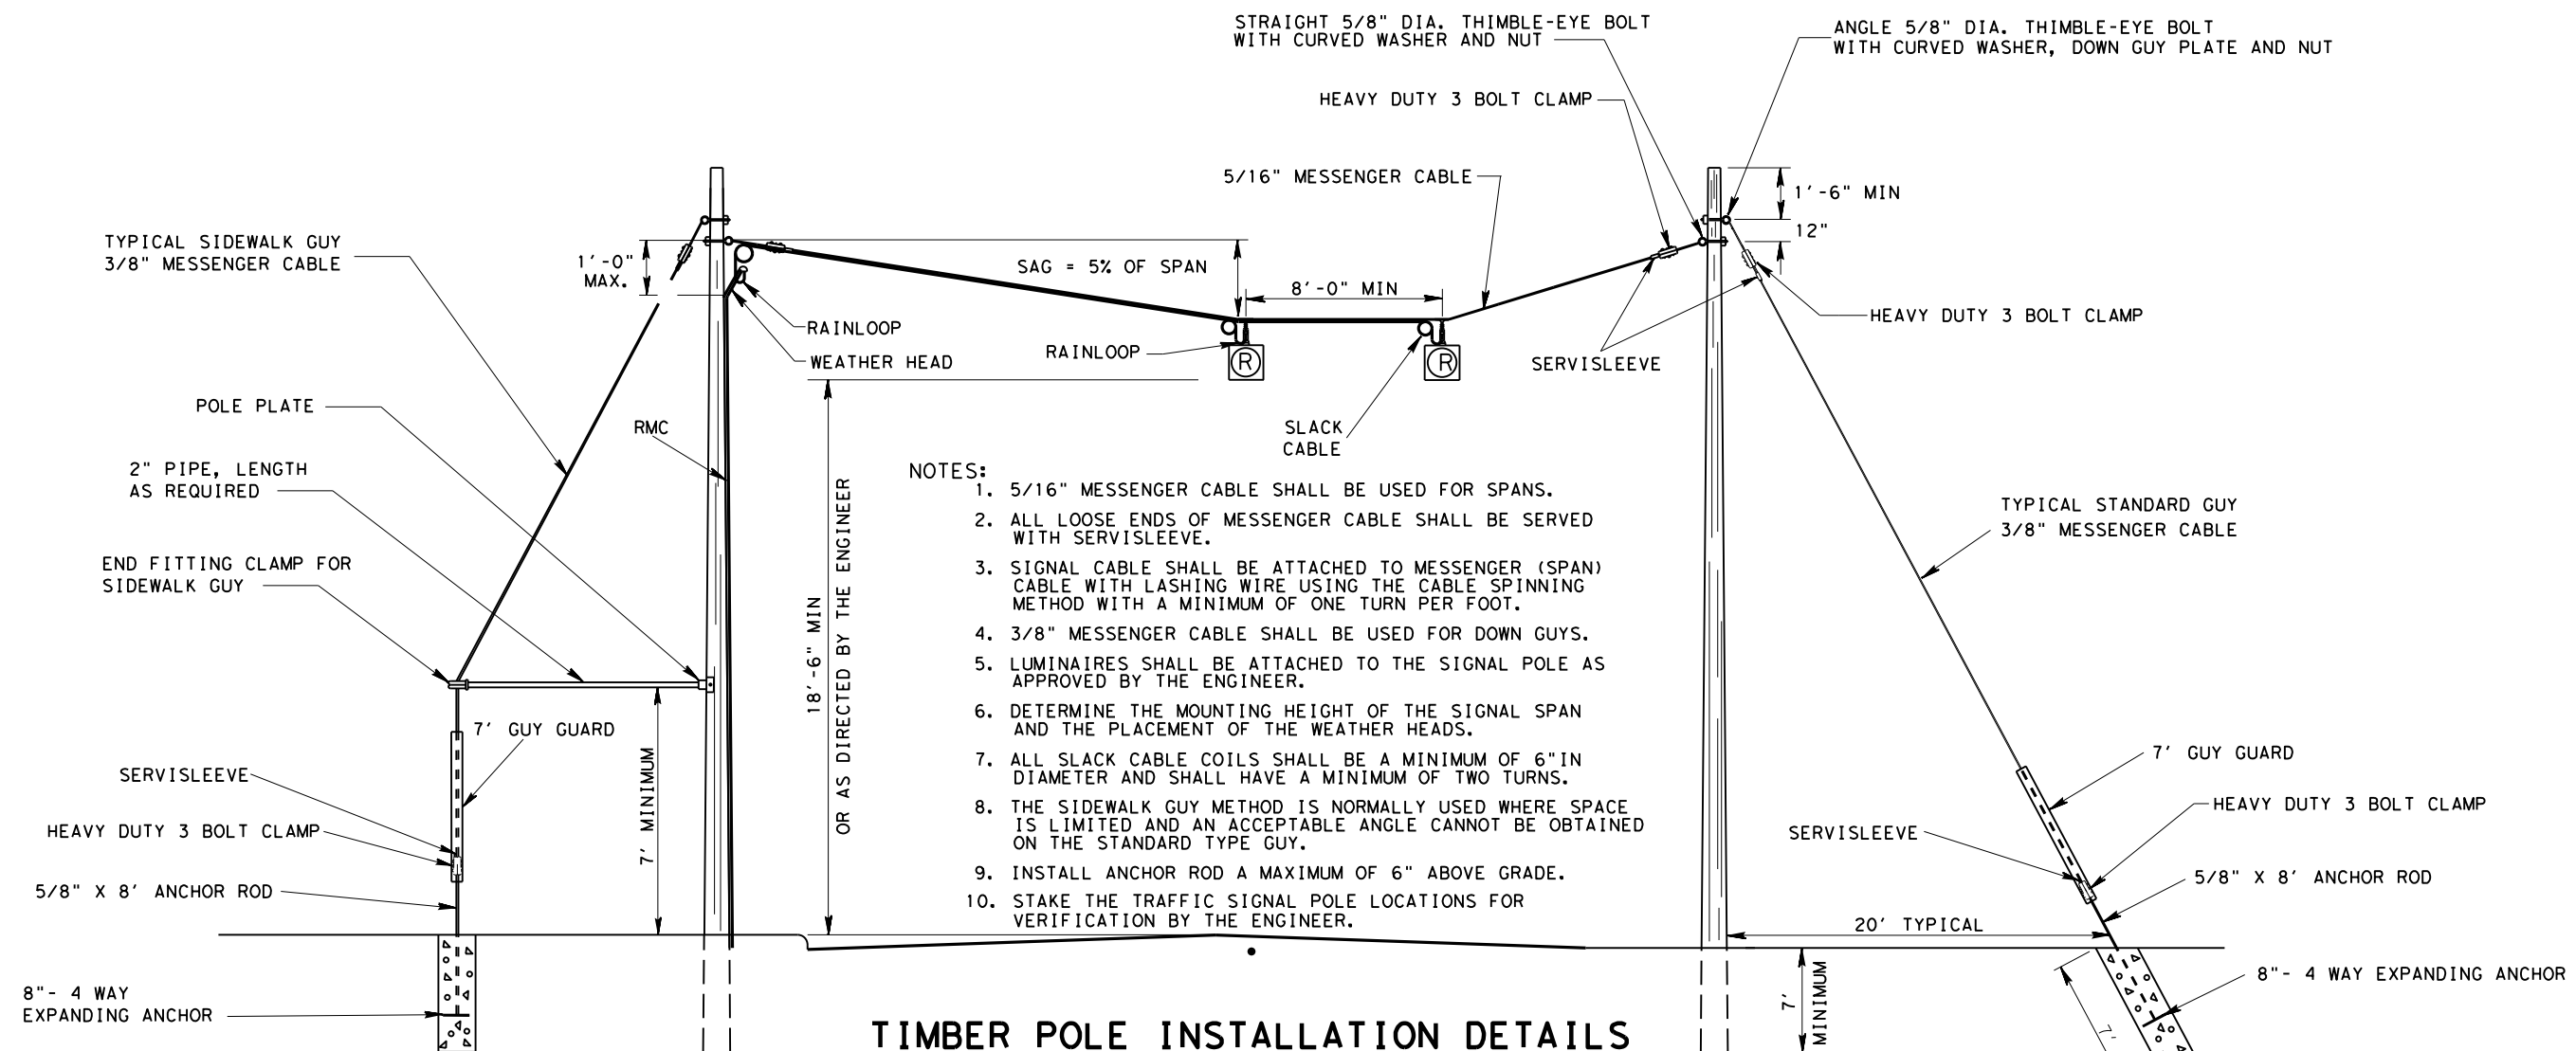 STRAIGHT 5/8" DIA. THIMBLE-EYE BOLT
WITH CURVED WASHER AND NUT
ANGLE 5/8" DIA. THIMBLE-EYE BOLT
WITH CURVED WASHER, DOWN GUY PLATE AND NUT
HEAVY DUTY 3 BOLT CLAMP
5/16" MESSENGER CABLE
1'-6" MIN
12"
TYPICAL SIDEWALK GUY
3/8" MESSENGER CABLE
1'-0"
MAX.
SAG = 5% OF SPAN
8'-0" MIN
HEAVY DUTY 3 BOLT CLAMP
RAINLOOP
WEATHER HEAD
RAINLOOP
R
R
SERVISLEEVE
POLE PLATE
RMC
SLACK
CABLE
2" PIPE, LENGTH
AS REQUIRED
END FITTING CLAMP FOR
SIDEWALK GUY
18'-6" MIN
OR AS DIRECTED BY THE ENGINEER
NOTES:
1. 5/16" MESSENGER CABLE SHALL BE USED FOR SPANS.
2. ALL LOOSE ENDS OF MESSENGER CABLE SHALL BE SERVED
WITH SERVISLEEVE.
3. SIGNAL CABLE SHALL BE ATTACHED TO MESSENGER (SPAN)
CABLE WITH LASHING WIRE USING THE CABLE SPINNING
METHOD WITH A MINIMUM OF ONE TURN PER FOOT.
4. 3/8" MESSENGER CABLE SHALL BE USED FOR DOWN GUYS.
5. LUMINAIRES SHALL BE ATTACHED TO THE SIGNAL POLE AS
APPROVED BY THE ENGINEER.
6. DETERMINE THE MOUNTING HEIGHT OF THE SIGNAL SPAN
AND THE PLACEMENT OF THE WEATHER HEADS.
7. ALL SLACK CABLE COILS SHALL BE A MINIMUM OF 6"IN
DIAMETER AND SHALL HAVE A MINIMUM OF TWO TURNS.
8. THE SIDEWALK GUY METHOD IS NORMALLY USED WHERE SPACE
IS LIMITED AND AN ACCEPTABLE ANGLE CANNOT BE OBTAINED
ON THE STANDARD TYPE GUY.
9. INSTALL ANCHOR ROD A MAXIMUM OF 6" ABOVE GRADE.
10. STAKE THE TRAFFIC SIGNAL POLE LOCATIONS FOR
VERIFICATION BY THE ENGINEER.
TYPICAL STANDARD GUY
3/8" MESSENGER CABLE
7' GUY GUARD
7' MINIMUM
SERVISLEEVE
HEAVY DUTY 3 BOLT CLAMP
5/8" X 8' ANCHOR ROD
7' GUY GUARD
HEAVY DUTY 3 BOLT CLAMP
SERVISLEEVE
5/8" X 8' ANCHOR ROD
20' TYPICAL
8"- 4 WAY
EXPANDING ANCHOR
7'
MINIMUM
8"- 4 WAY EXPANDING ANCHOR
7'
TIMBER POLE INSTALLATION DETAILS